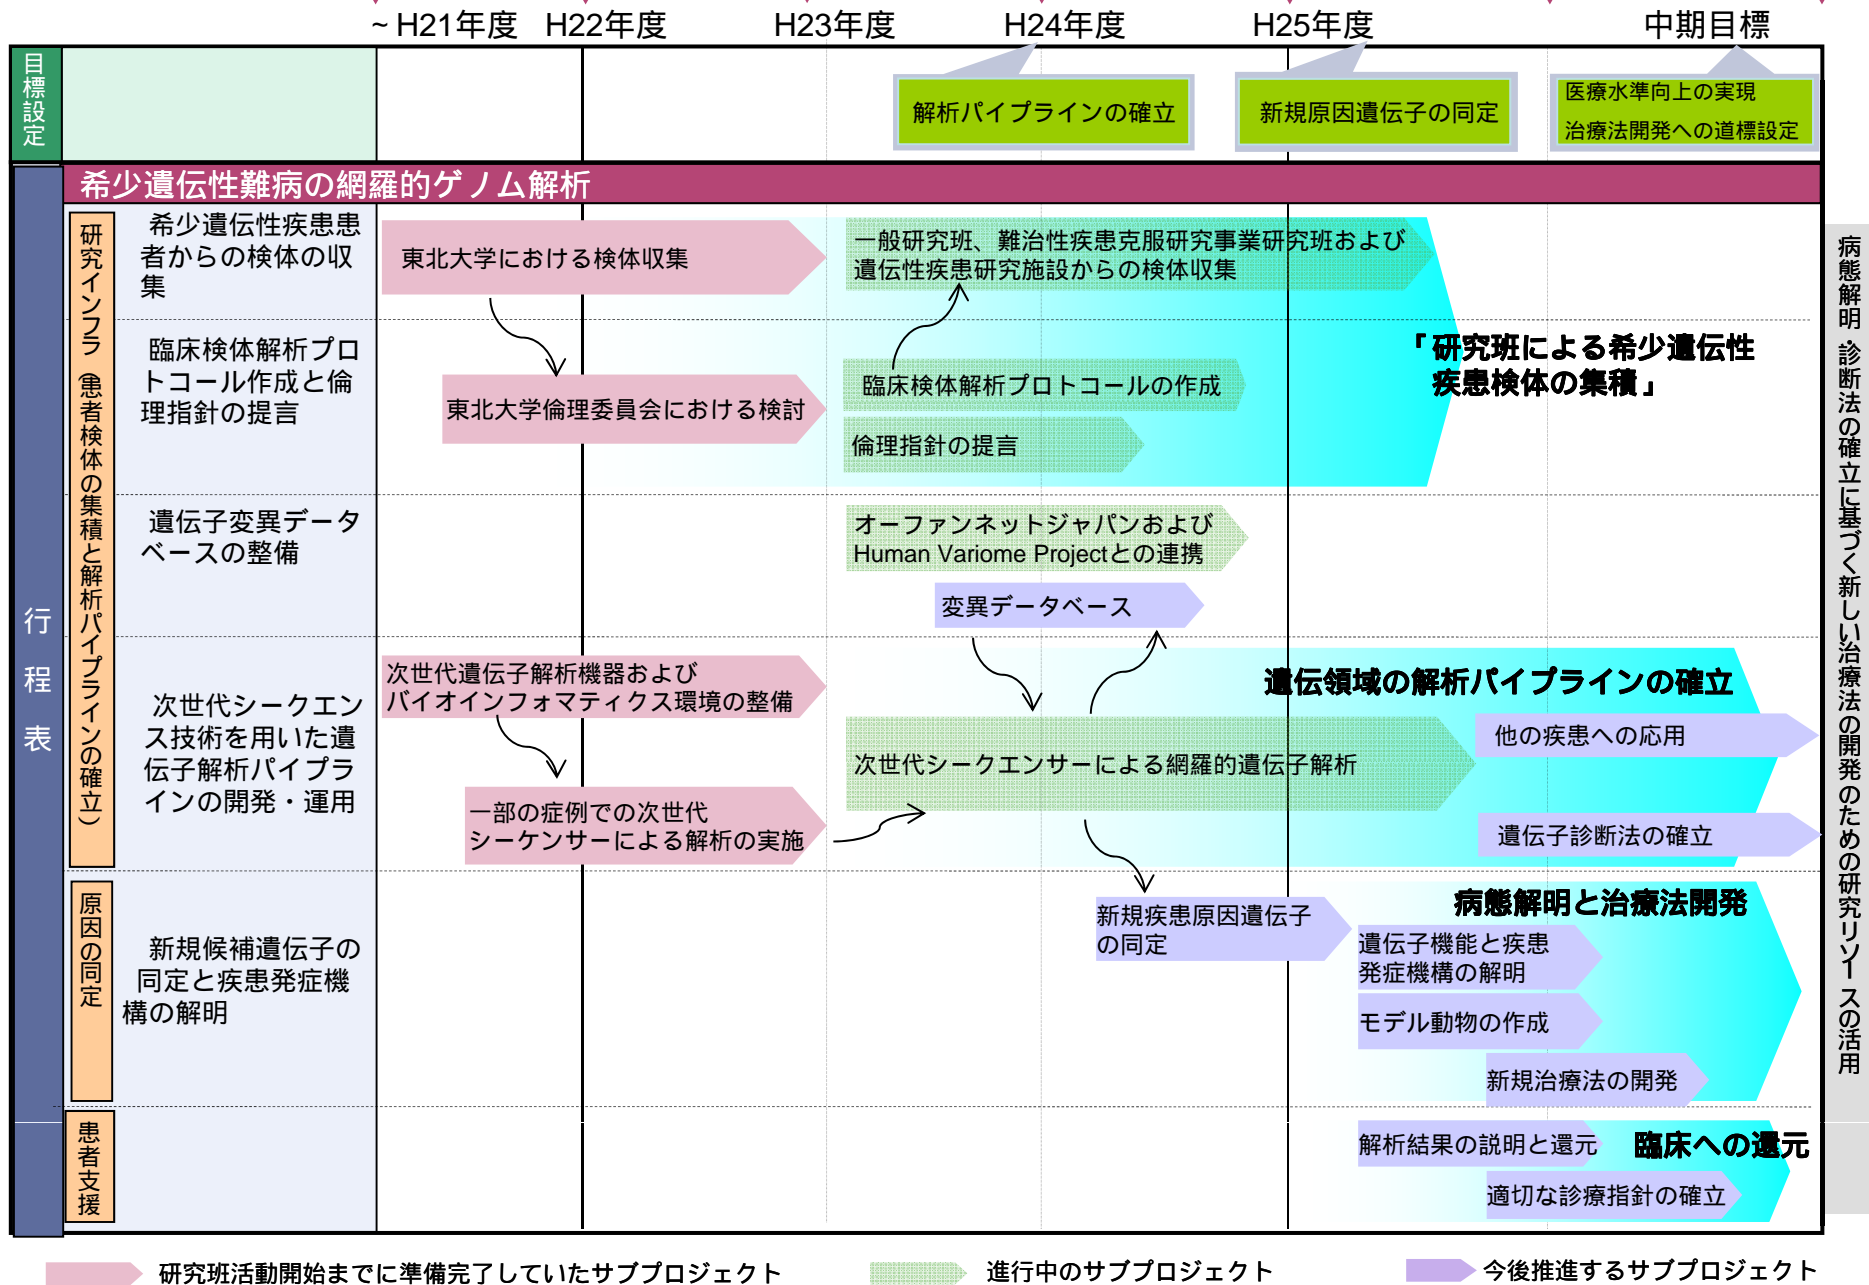 ~ H21年度
H22年度
H23年度
H24年度
H25年度
中期目標
目標設定
解析パイプラインの確立
新規原因遺伝子の同定
医療水準向上の実現
治療法開発への道標設定
行程表
希少遺伝性難病の網羅的ゲノム解析
研究インフラ（患者検体の集積と解析パイプラインの確立）
希少遺伝性疾患患
者からの検体の収
集
東北大学における検体収集
一般研究班、難治性疾患克服研究事業研究班および
遺伝性疾患研究施設からの検体収集
臨床検体解析プロ
トコール作成と倫
理指針の提言
東北大学倫理委員会における検討
臨床検体解析プロトコールの作成
倫理指針の提言
「研究班による希少遺伝性
疾患検体の集積」
遺伝子変異データ
ベースの整備
オーファンネットジャパンおよび
Human Variome Projectとの連携
変異データベース
次世代シークエン
ス技術を用いた遺
伝子解析パイプラ
インの開発・運用
次世代遺伝子解析機器および
バイオインフォマティクス環境の整備
一部の症例での次世代
シーケンサーによる解析の実施
次世代シークエンサーによる網羅的遺伝子解析
遺伝領域の解析パイプラインの確立
他の疾患への応用
遺伝子診断法の確立
原因の同定
新規候補遺伝子の
同定と疾患発症機
構の解明
新規疾患原因遺伝子
の同定
病態解明と治療法開発
遺伝子機能と疾患
発症機構の解明
モデル動物の作成
新規治療法の開発
患者支援
解析結果の説明と還元
臨床への還元
適切な診療指針の確立
病態解明・診断法の確立に基づく新しい治療法の開発のための研究リソースの活用
研究班活動開始までに準備完了していたサブプロジェクト
進行中のサブプロジェクト
今後推進するサブプロジェクト